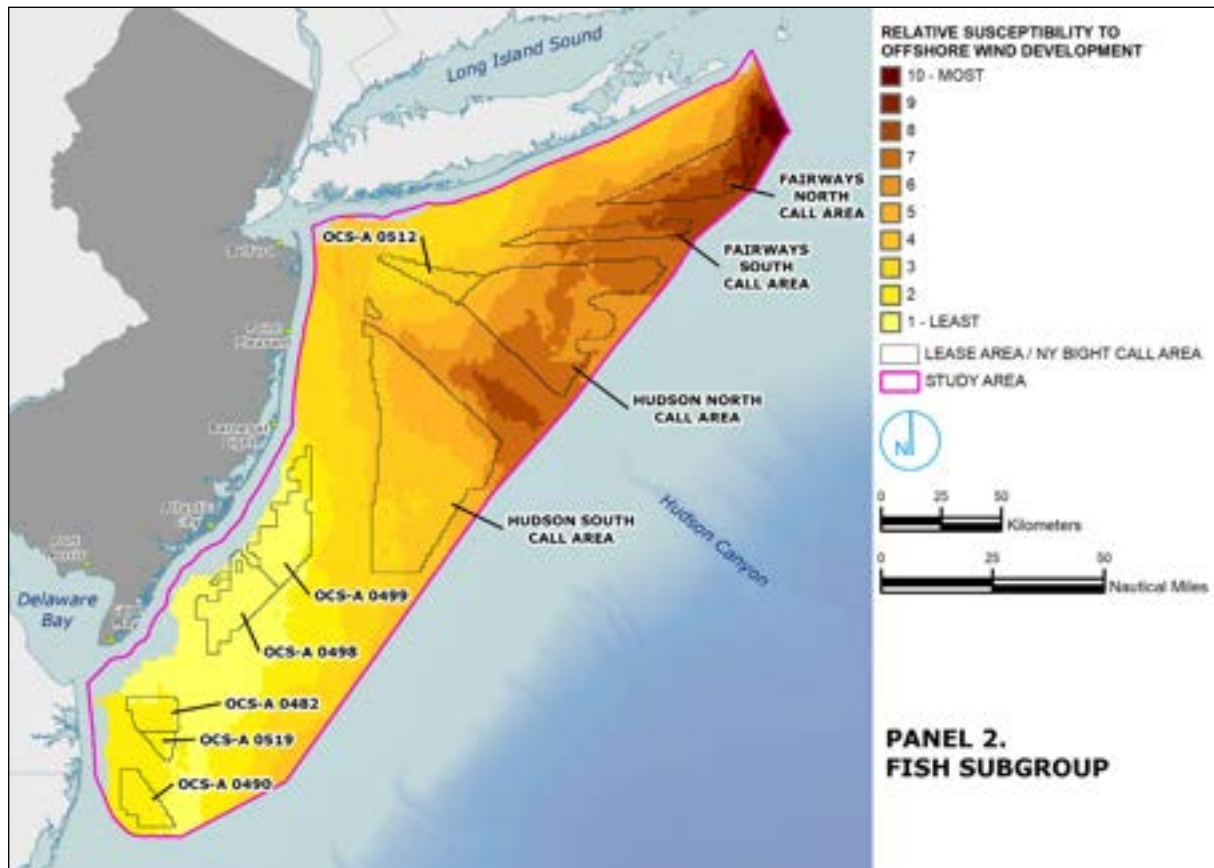 Long Island Sound
FAIRWAYS
NORTH
CALL AREA
OCS-A 0512
FAIRWAYS
SOUTH
CALL AREA
HUDSON NORTH
CALL AREA
HUDSON SOUTH
CALL AREA
Hudson Canyon
Atlantic
City
Delaware
Bay
OCS-A 0499
OCS-A 0498
OCS-A 0482
OCS-A 0519
OCS-A 0490
RELATIVE SUSCEPTIBILITY TO
OFFSHORE WIND DEVELOPMENT
10 - MOST
9
8
7
6
5
4
3
2
1 - LEAST
LEASE AREA / NY BIGHT CALL AREA
STUDY AREA
N
0 25 50
Kilometers
0 25 50
Nautical Miles
PANEL 2.
FISH SUBGROUP